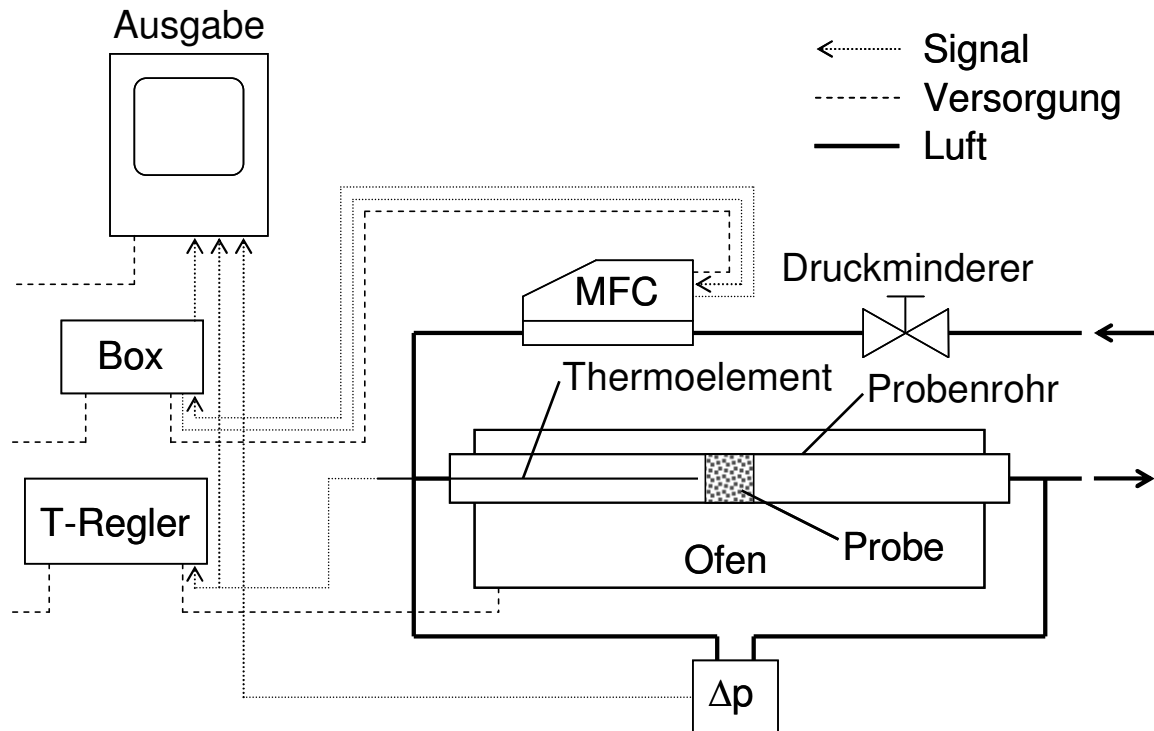 Ausgabe
Signal
Versorgung
Luft
MFC
Druckminderer
Box
Thermoelement
Probenrohr
T-Regler
Ofen
Probe
Δp